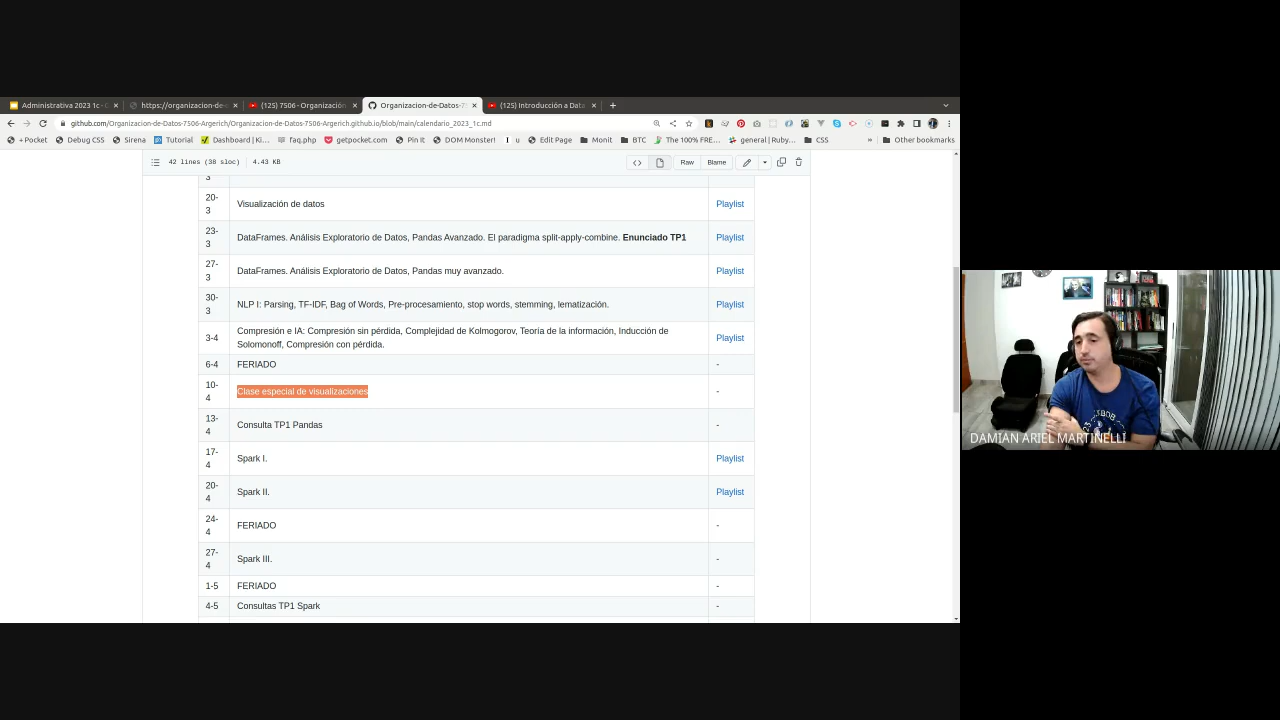 Administrativa 2023 1c - 
https://organizacion-de-
(125) 7506 - Organización
Organizacion-de-Datos-7
(125) Introducción a Data
github.com/Organizacion-de-Datos-7506-Argerich/Organizacion-de-Datos-7506-Argerich.github.io/blob/main/calendario_2023_1c.md
+Pocket
Debug CSS
Sirena
Tutorial
Dashboard | Ki...
faq.php
getpocket.com
Pin It
DOM Monster!
u
Edit Page
Monit
BTC
The 100% FRE...
general | Ruby...
CSS
»
Other bookmarks
42 lines (38 sloc)
4.43 KB
Raw
Blame
3
20-
3
Visualización de datos
Playlist
23-
3
DataFrames. Análisis Exploratorio de Datos, Pandas Avanzado. El paradigma split-apply-combine. Enunciado TP1
Playlist
27-
3
DataFrames. Análisis Exploratorio de Datos, Pandas muy avanzado.
Playlist
30-
3
NLP I: Parsing, TF-IDF, Bag of Words, Pre-procesamiento, stop words, stemming, lematización.
Playlist
3-4
Compresión e IA: Compresión sin pérdida, Complejidad de Kolmogorov, Teoría de la información, Inducción de
Solomonoff, Compresión con pérdida.
Playlist
6-4
FERIADO
-
10-
4
Clase especial de visualizaciones
-
13-
4
Consulta TP1 Pandas
-
17-
4
Spark I.
Playlist
20-
4
Spark II.
Playlist
24-
4
FERIADO
-
27-
4
Spark III.
-
1-5
FERIADO
-
4-5
Consultas TP1 Spark
-
DAMIAN ARIEL MARTINELLI